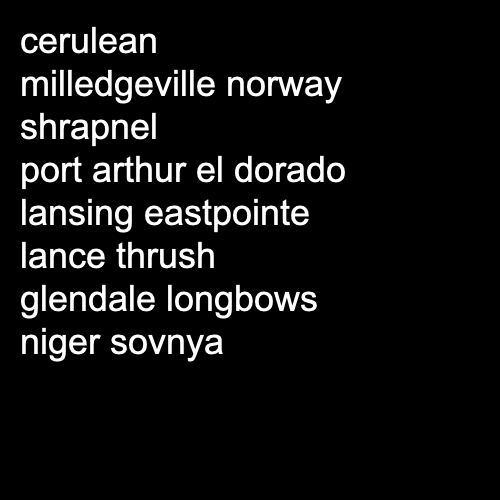 cerulean
milledgeville norway
shrapnel
port arthur el dorado
lansing eastpointe
lance thrush
glendale longbows
niger sovnya